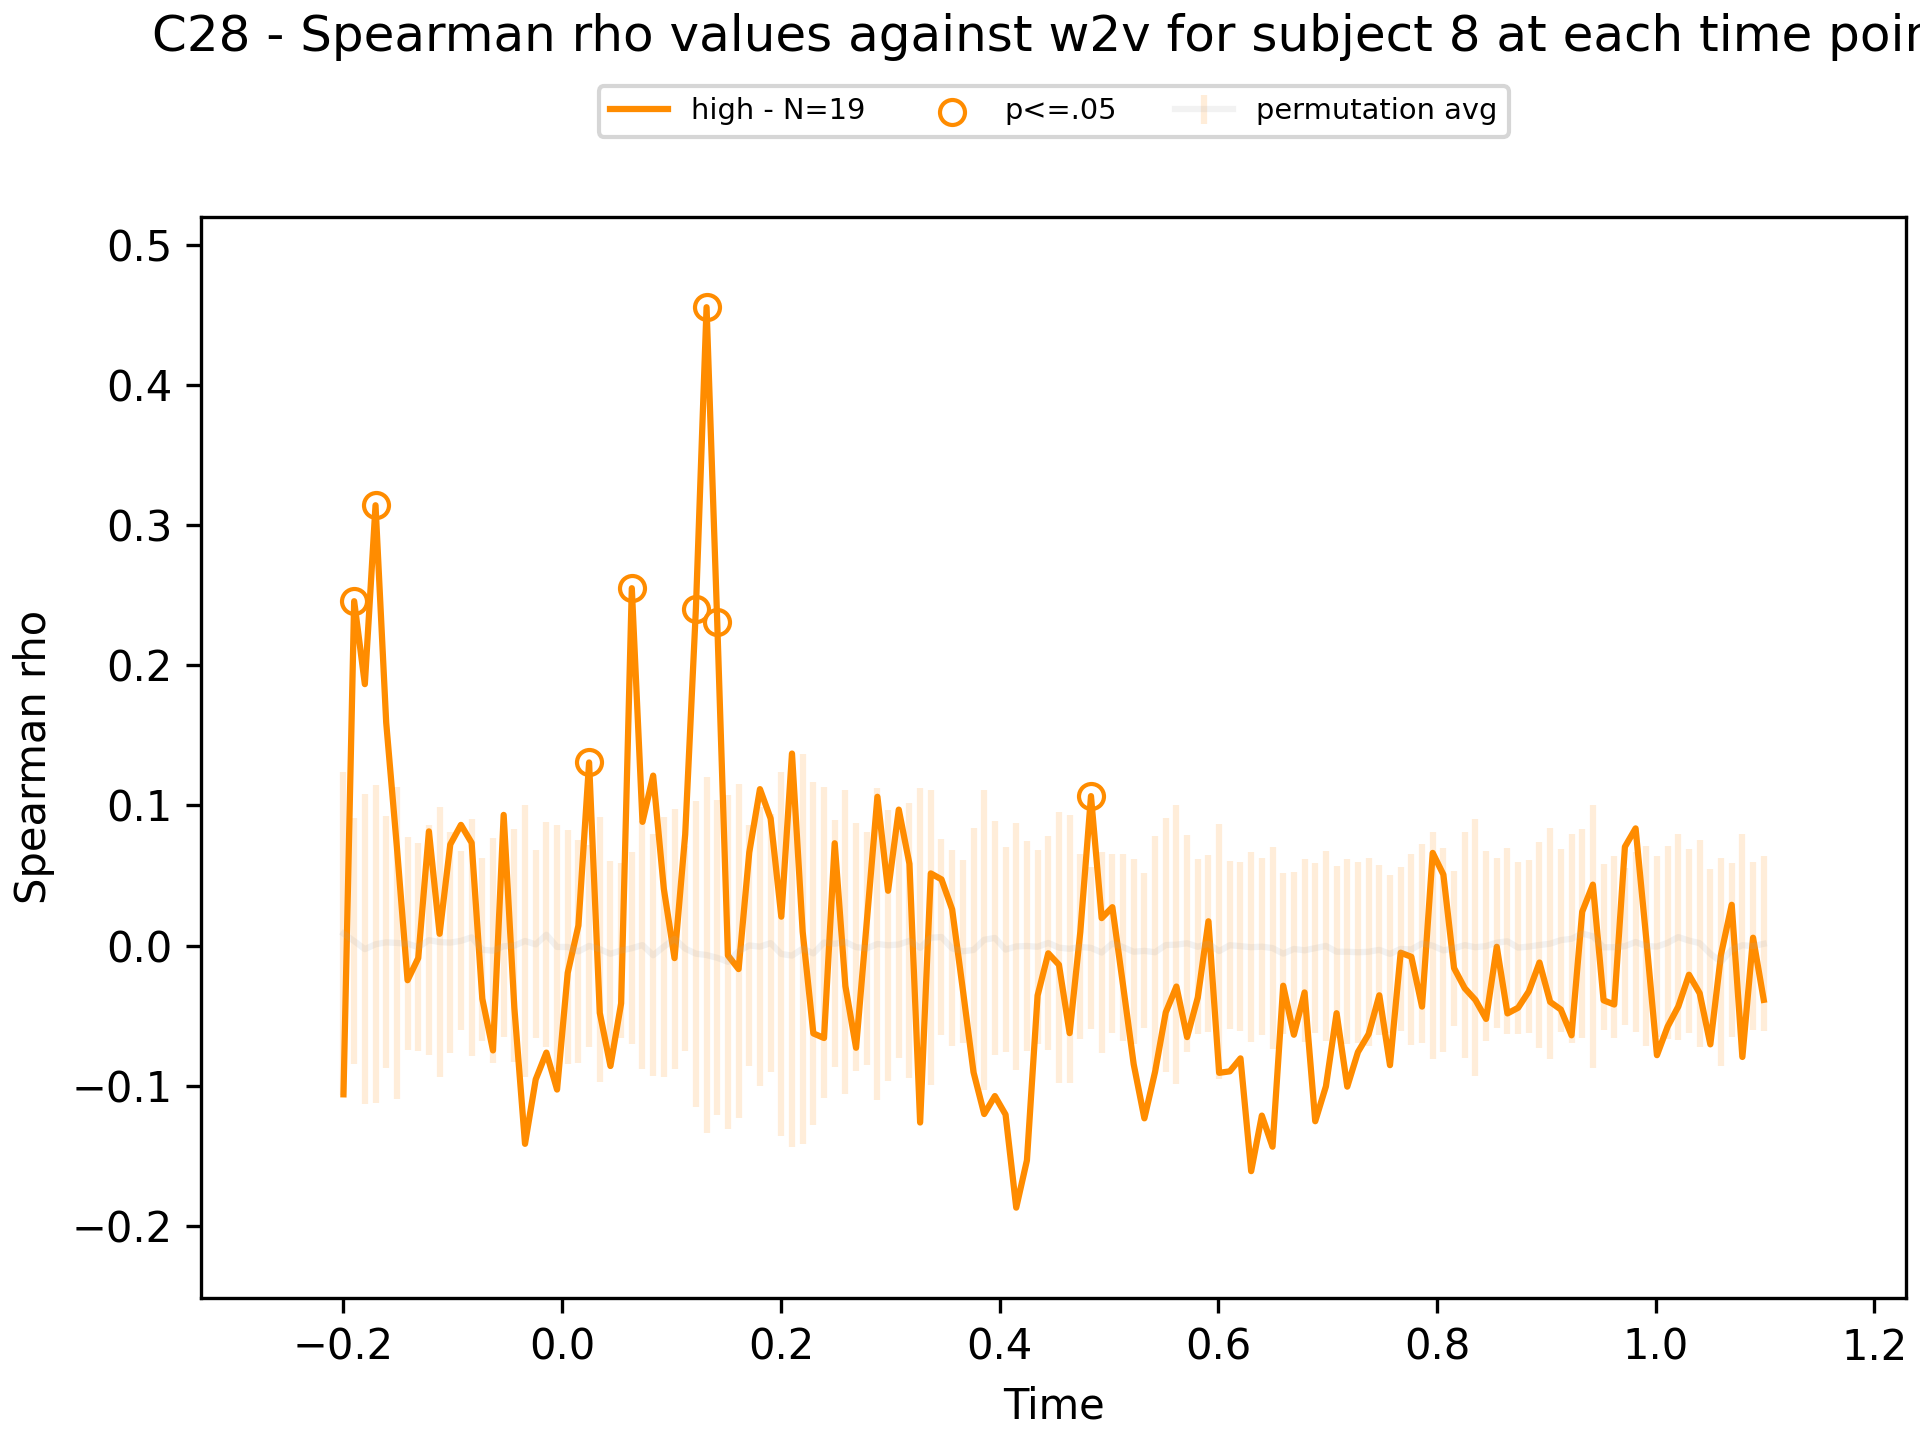 C28 - Spearman rho values against w2v for subject 8 at each time poin
high - N=19 p<=.05 permutation avg
0.5
0.4
0.3
0.2
0.1
0.0
−0.1
−0.2
Spearman rho
−0.2 0.0 0.2 0.4 0.6 0.8 1.0 1.2
Time